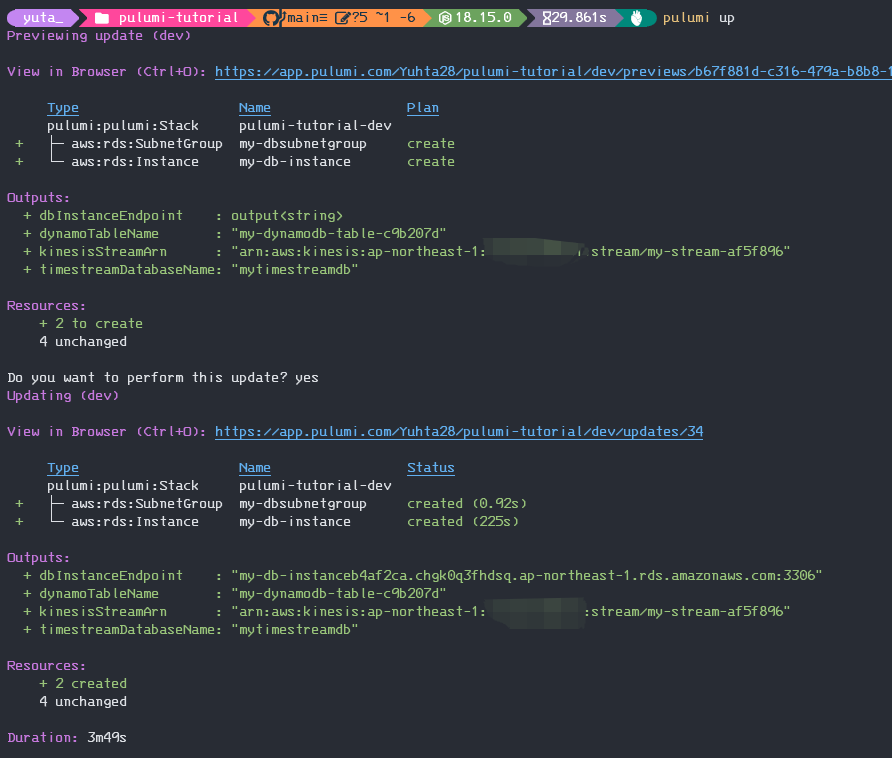 yuta_ pulumi-tutorial main≡ ?5 ~1 -6 18.15.0 29.861s pulumi up
Previewing update (dev)
View in Browser (Ctrl+O): https://app.pulumi.com/Yuhta28/pulumi-tutorial/dev/previews/b67f881d-c316-479a-b8b8-1
Type Name Plan
pulumi:pulumi:Stack pulumi-tutorial-dev
+ ├─ aws:rds:SubnetGroup my-dbsubnetgroup create
+ └─ aws:rds:Instance my-db-instance create
Outputs:
+ dbInstanceEndpoint : output<string>
+ dynamoTableName : "my-dynamodb-table-c9b207d"
+ kinesisStreamArn : "arn:aws:kinesis:ap-northeast-1: :stream/my-stream-af5f896"
+ timestreamDatabaseName: "mytimestreamdb"
Resources:
+ 2 to create
4 unchanged
Do you want to perform this update? yes
Updating (dev)
View in Browser (Ctrl+O): https://app.pulumi.com/Yuhta28/pulumi-tutorial/dev/updates/34
Type Name Status
pulumi:pulumi:Stack pulumi-tutorial-dev
+ ├─ aws:rds:SubnetGroup my-dbsubnetgroup created (0.92s)
+ └─ aws:rds:Instance my-db-instance created (225s)
Outputs:
+ dbInstanceEndpoint : "my-db-instanceb4af2ca.chgk0q3fhdsq.ap-northeast-1.rds.amazonaws.com:3306"
+ dynamoTableName : "my-dynamodb-table-c9b207d"
+ kinesisStreamArn : "arn:aws:kinesis:ap-northeast-1: :stream/my-stream-af5f896"
+ timestreamDatabaseName: "mytimestreamdb"
Resources:
+ 2 created
4 unchanged
Duration: 3m49s